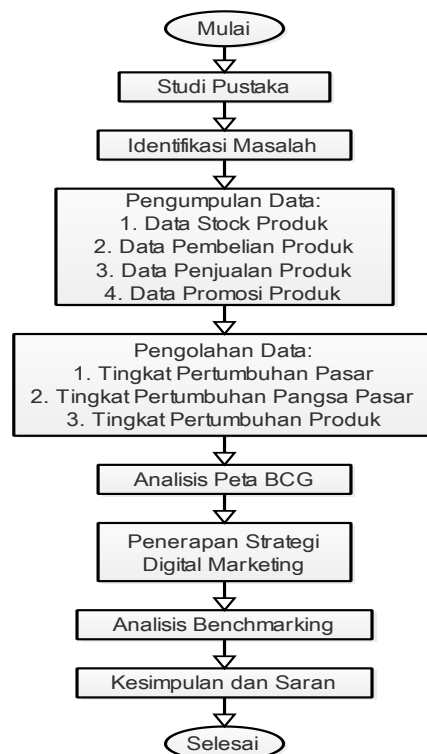 Mulai
Studi Pustaka
Identifikasi Masalah
Pengumpulan Data:
1. Data Stock Produk
2. Data Pembelian Produk
3. Data Penjualan Produk
4. Data Promosi Produk
Pengolahan Data:
1. Tingkat Pertumbuhan Pasar
2. Tingkat Pertumbuhan Pangsa Pasar
3. Tingkat Pertumbuhan Produk
Analisis Peta BCG
Penerapan Strategi
Digital Marketing
Analisis Benchmarking
Kesimpulan dan Saran
Selesai